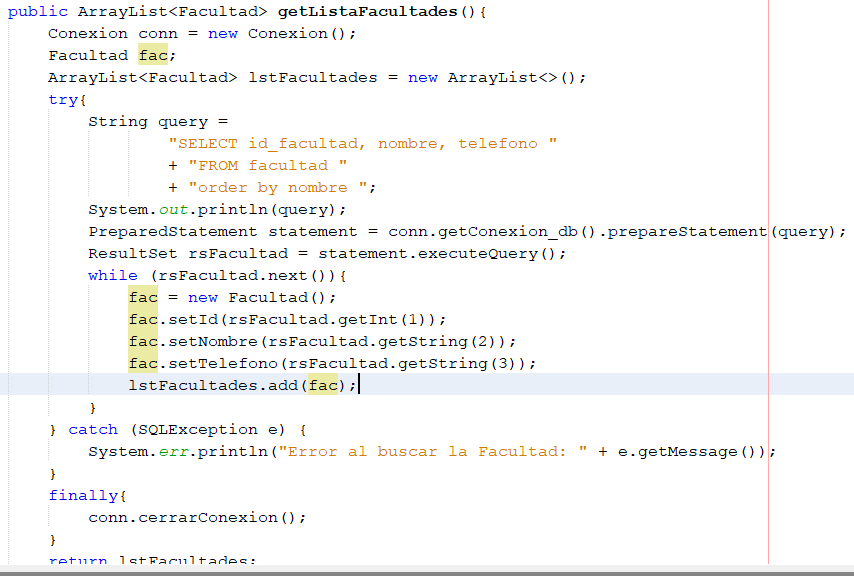 public ArrayList<Facultad> getListaFacultades(){
    Conexion conn = new Conexion();
    Facultad fac;
    ArrayList<Facultad> lstFacultades = new ArrayList<>();
    try{
        String query =
                "SELECT id_facultad, nombre, telefono "
                + "FROM facultad "
                + "order by nombre ";
        System.out.println(query);
        PreparedStatement statement = conn.getConexion_db().prepareStatement(query);
        ResultSet rsFacultad = statement.executeQuery();
        while (rsFacultad.next()){
            fac = new Facultad();
            fac.setId(rsFacultad.getInt(1));
            fac.setNombre(rsFacultad.getString(2));
            fac.setTelefono(rsFacultad.getString(3));
            lstFacultades.add(fac);
        }
    } catch (SQLException e) {
        System.err.println("Error al buscar la Facultad: " + e.getMessage());
    }
    finally{
        conn.cerrarConexion();
    }
    return lstFacultades;